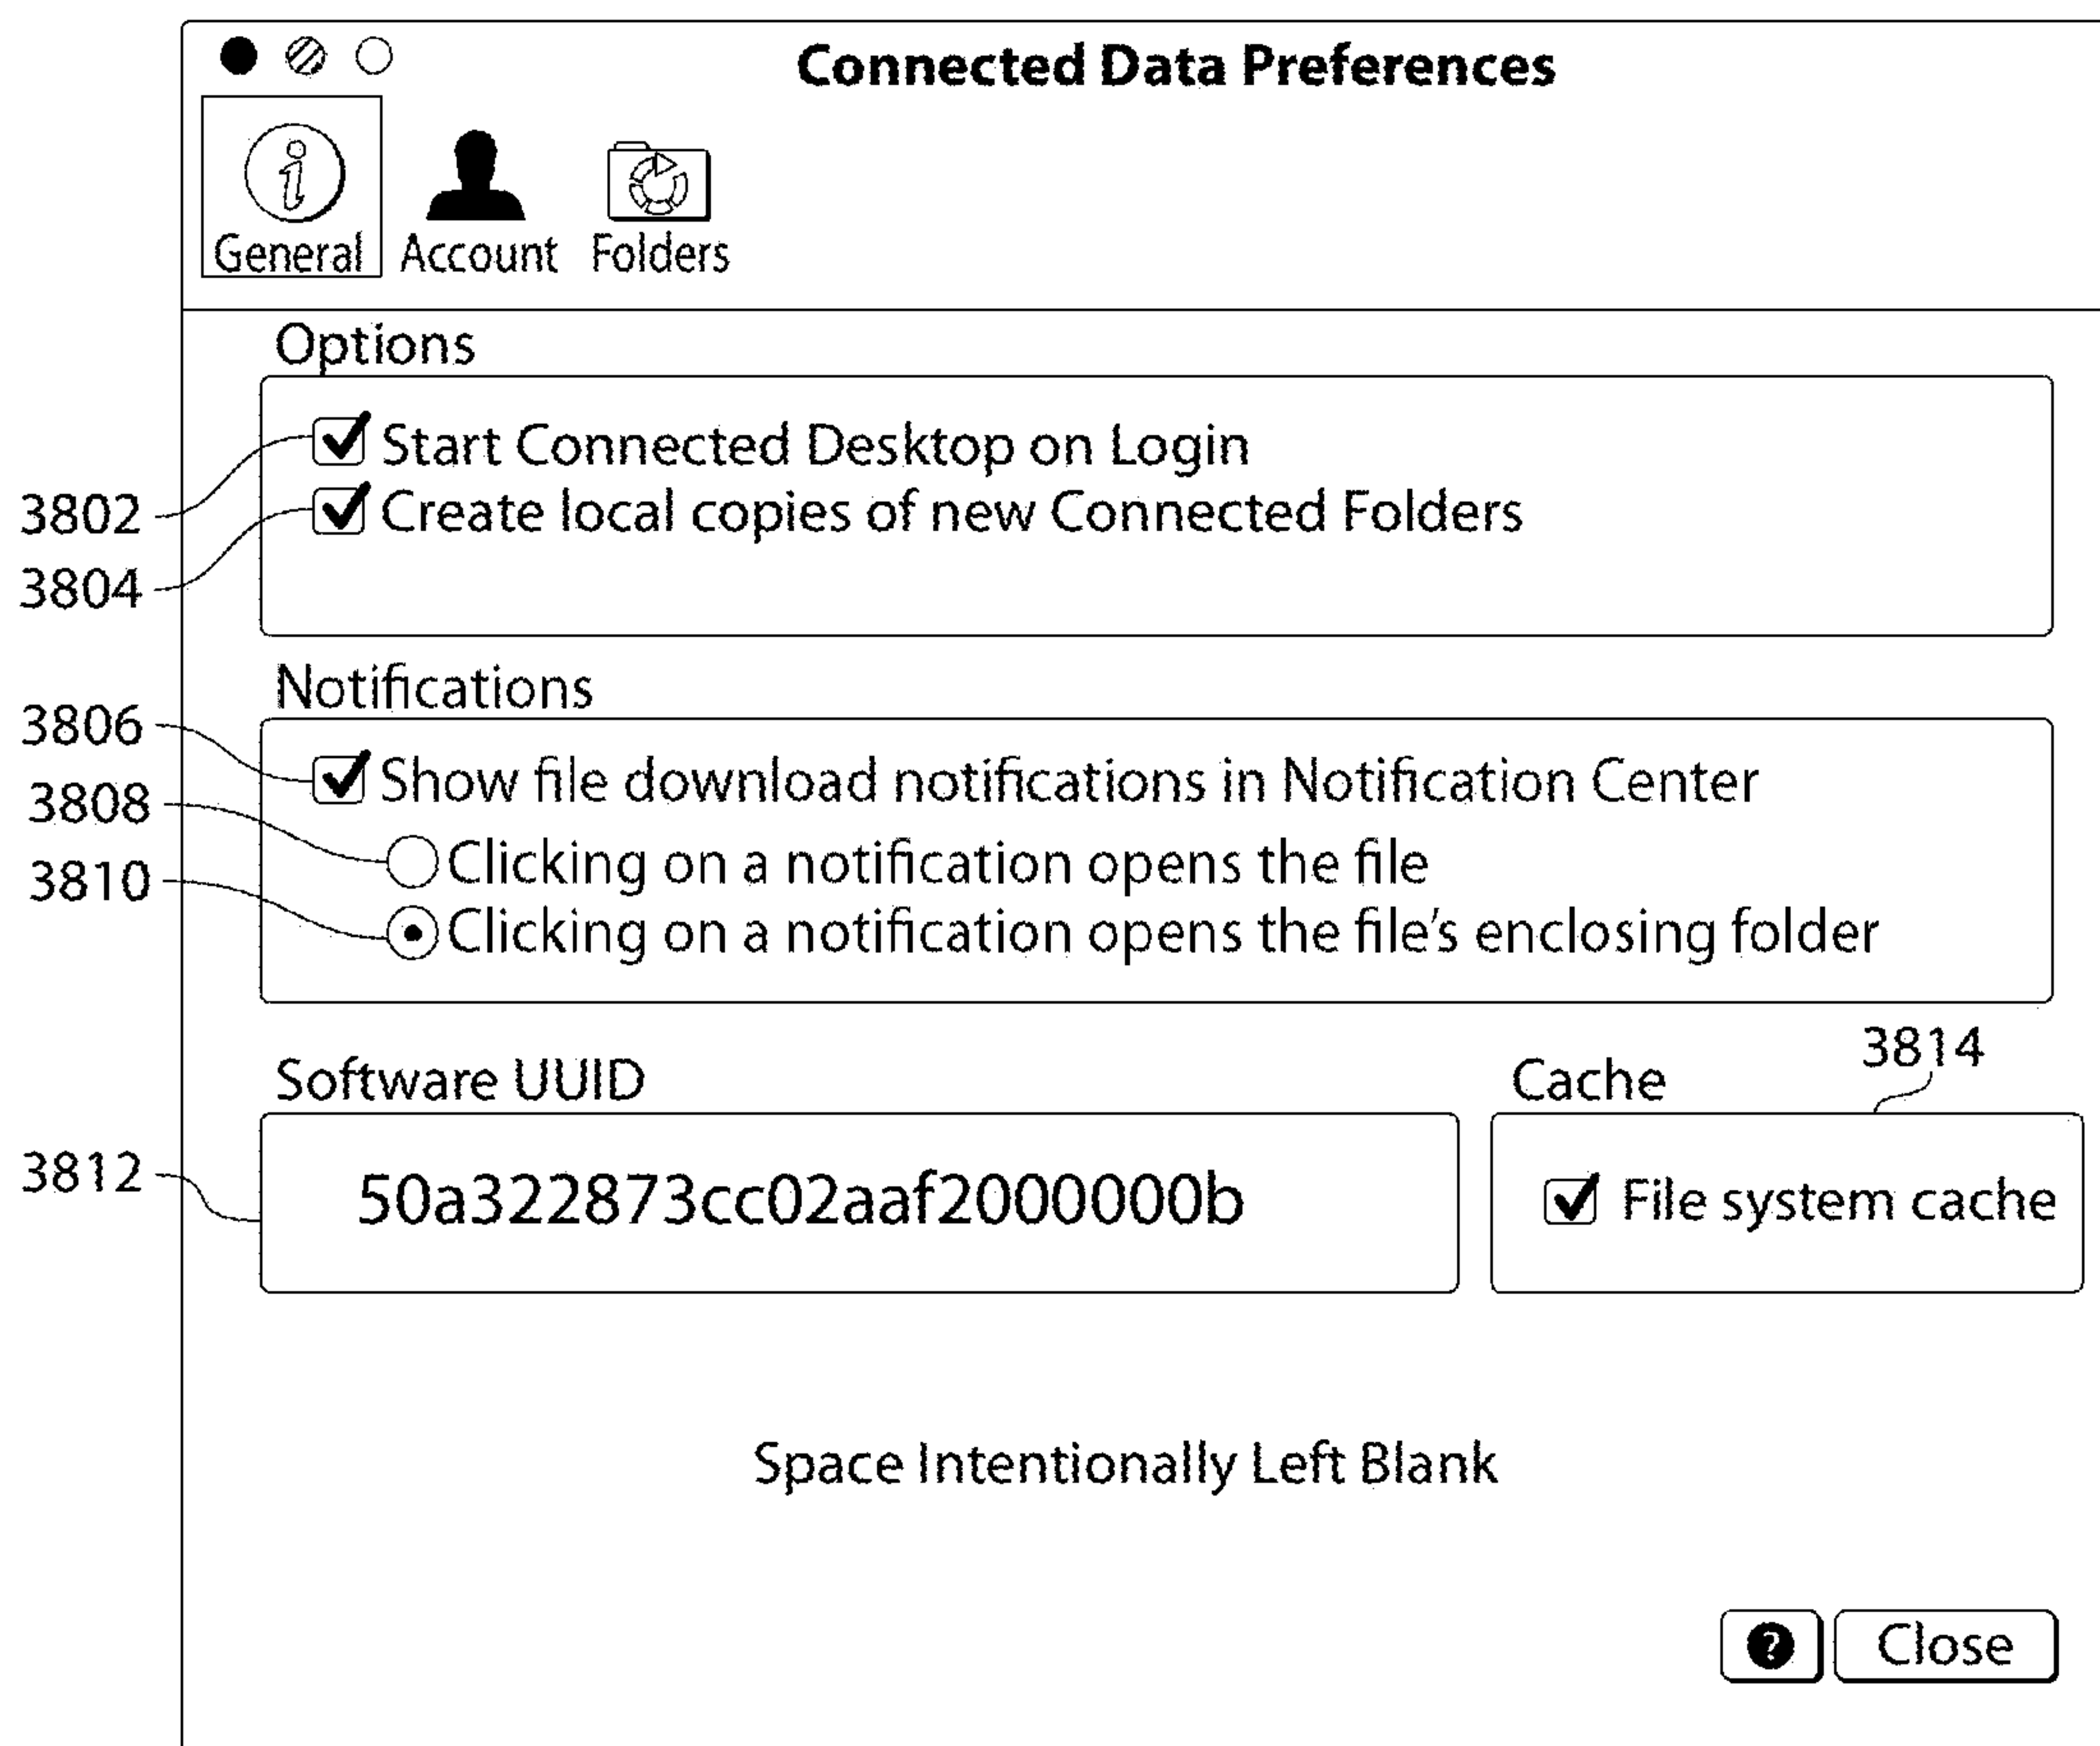 Connected Data Preferences
General Account Folders
Options
Start Connected Desktop on Login
3802
Create local copies of new Connected Folders
3804
Notifications
3806
Show file download notifications in Notification Center
3808
Clicking on a notification opens the file
3810
Clicking on a notification opens the file's enclosing folder
Software UUID
Cache
3814
3812
50a322873cc02aaf2000000b
File system cache
Space Intentionally Left Blank
? Close